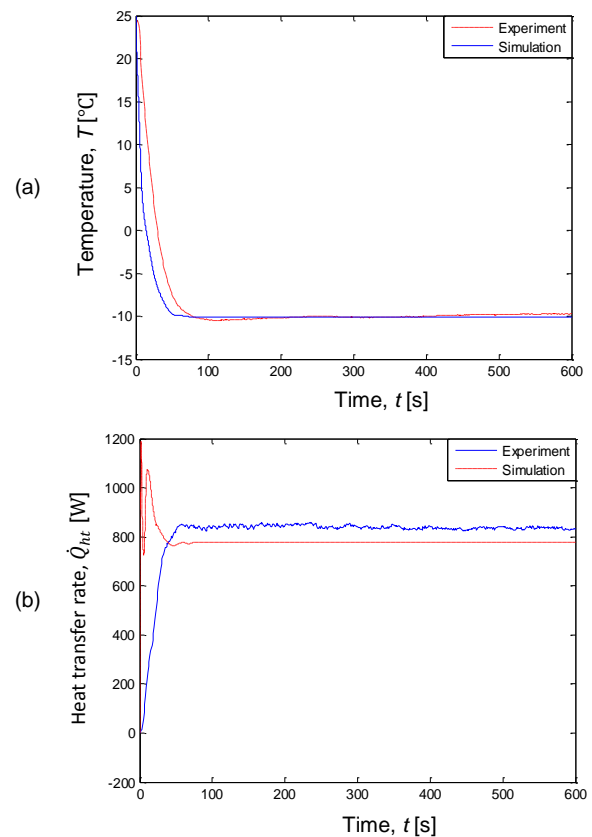 (a)
Temperature, T [°C]
25
20
15
10
5
0
-5
-10
-15
0 100 200 300 400 500 600
Time, t [s]
Experiment
Simulation
(b)
Heat transfer rate, Q̇ht [W]
1200
1000
800
600
400
200
0
-200
0 100 200 300 400 500 600
Time, t [s]
Experiment
Simulation